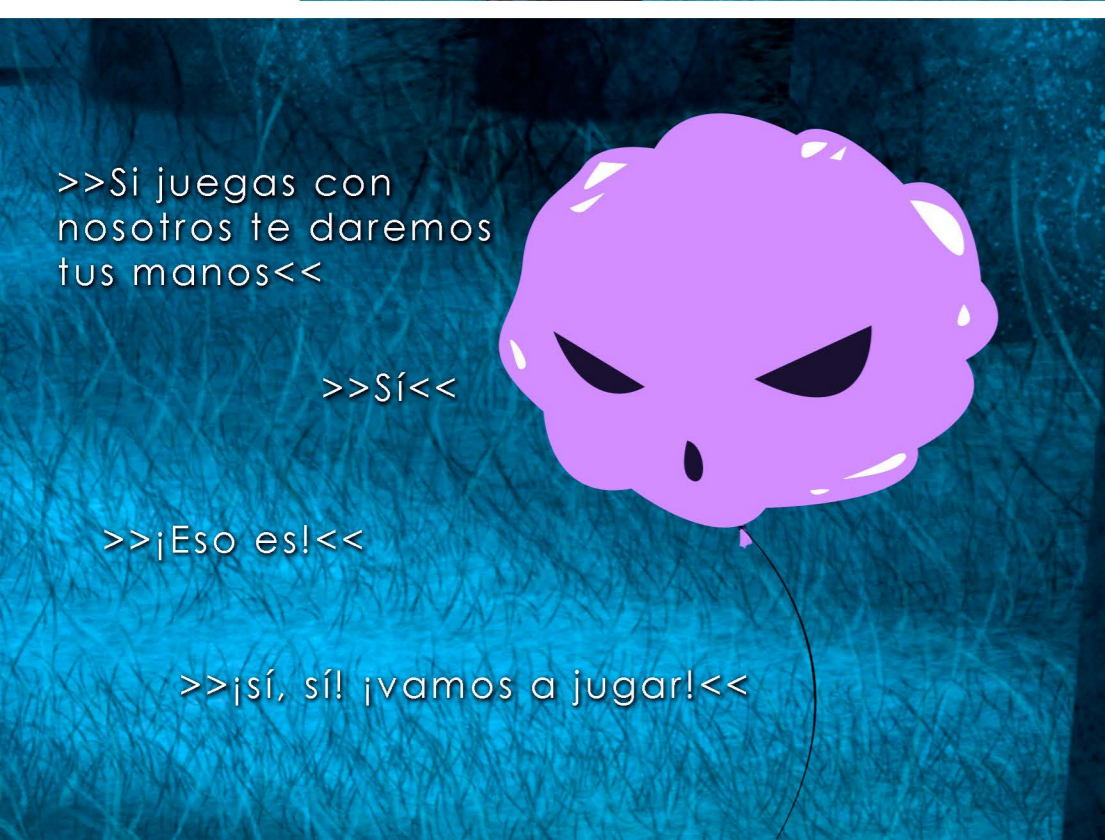 >>Si juegas con
nosotros te daremos
tus manos<<
>>Sí<<
>>¡Eso es!<<
>>¡sí, sí! ¡vamos a jugar!<<